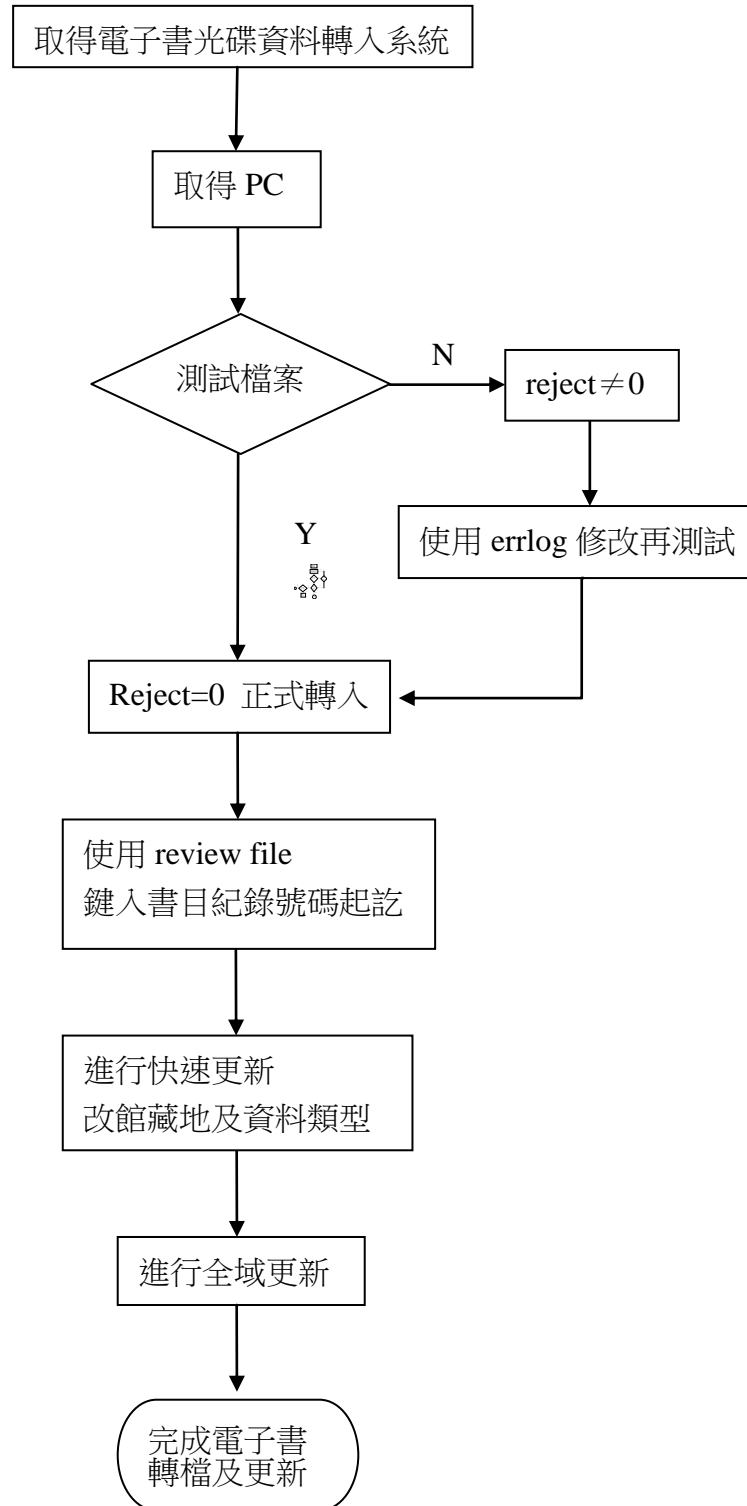 取得電子書光碟資料轉入系統
取得 PC
測試檔案
N
reject≠0
Y
使用 errlog 修改再測試
Reject=0 正式轉入
使用 review file
鍵入書目紀錄號碼起訖
進行快速更新
改館藏地及資料類型
進行全域更新
完成電子書
轉檔及更新